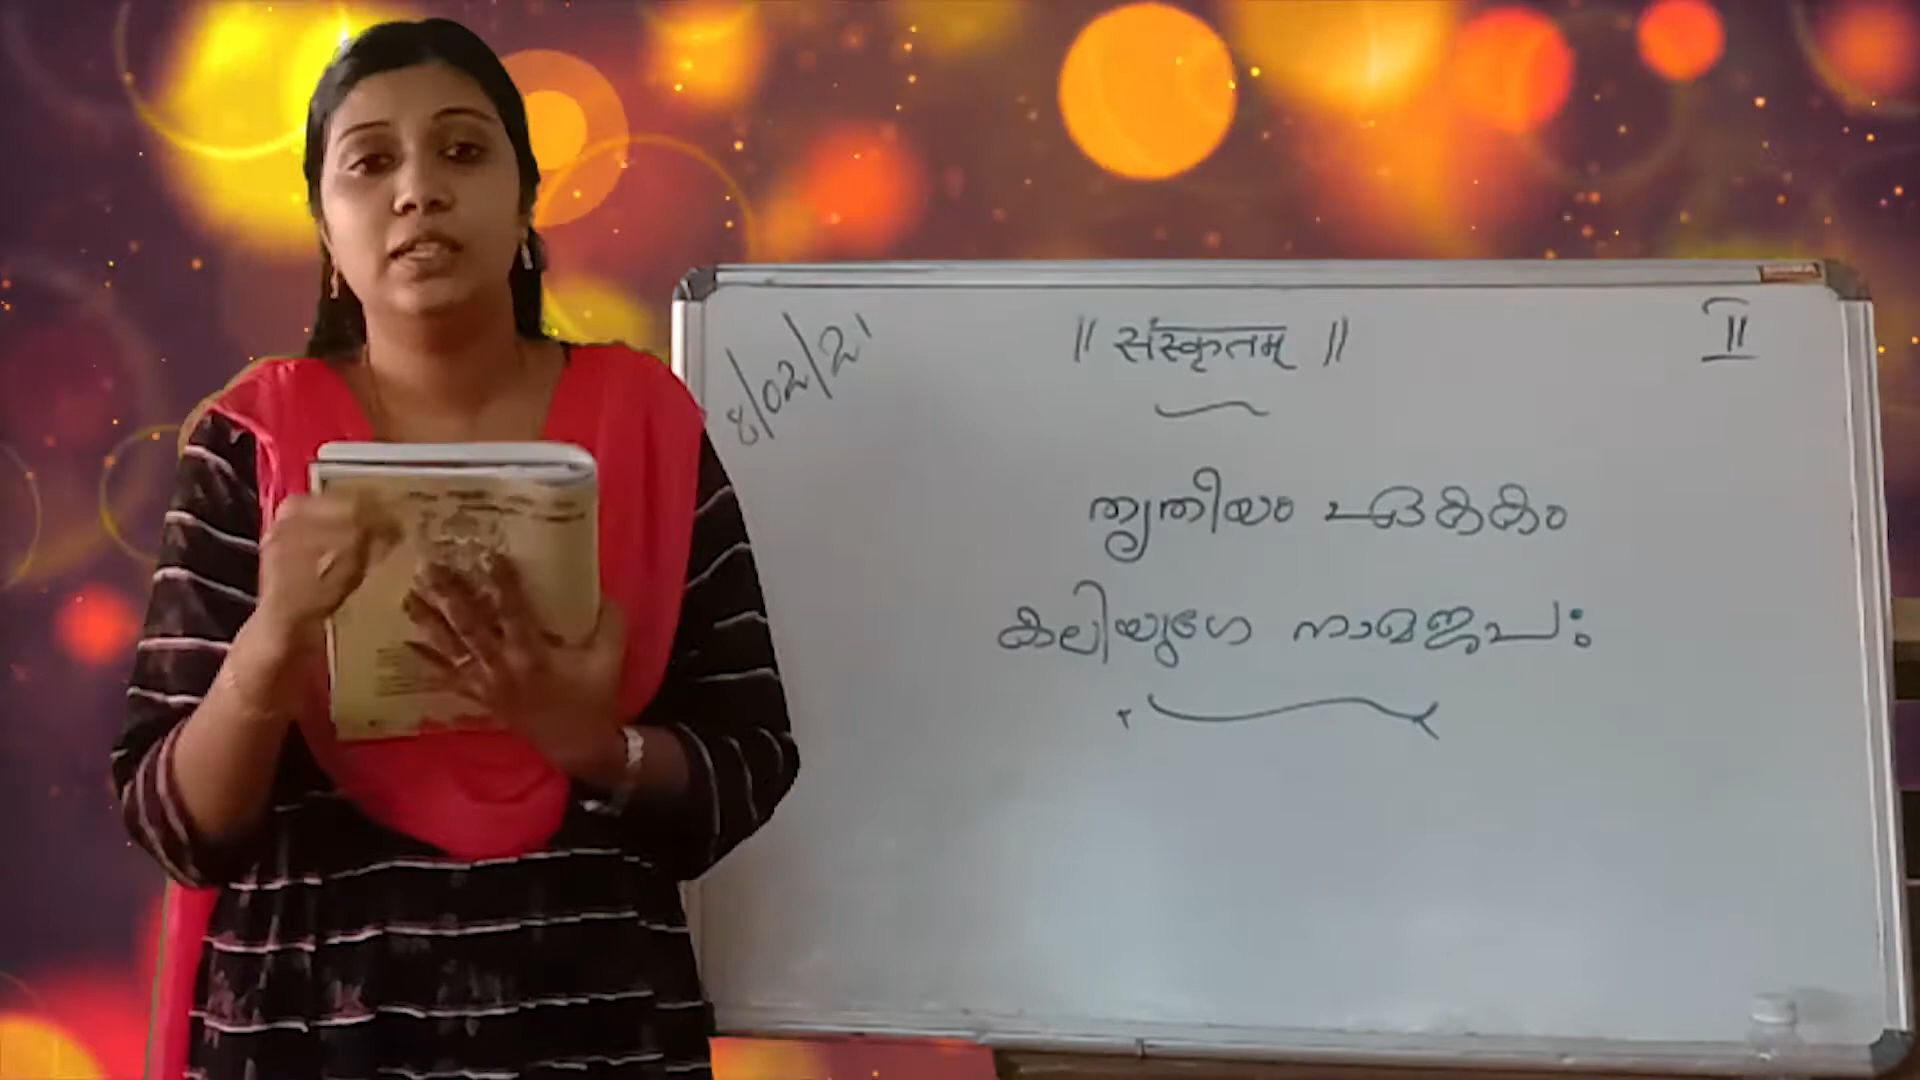 8/02/21
॥ संस्कृतम् ॥
II
തൃതീയം ഏകകം
കലിയുഗേ നാമജപഃ